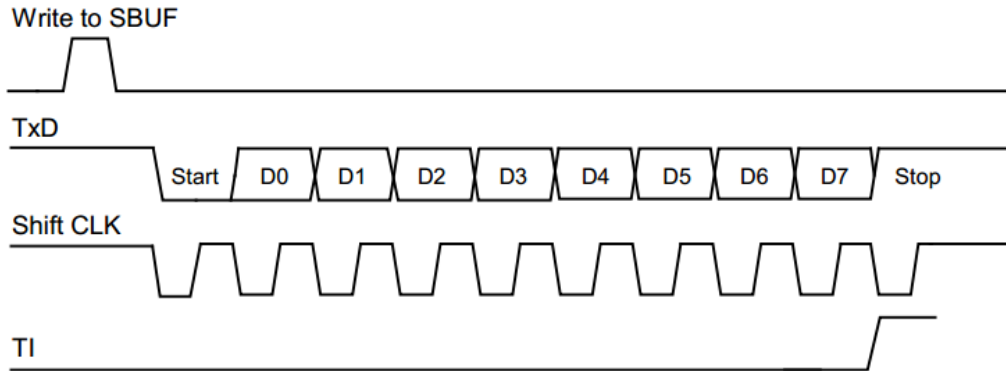 Write to SBUF
TxD
Start D0 D1 D2 D3 D4 D5 D6 D7 Stop
Shift CLK
TI